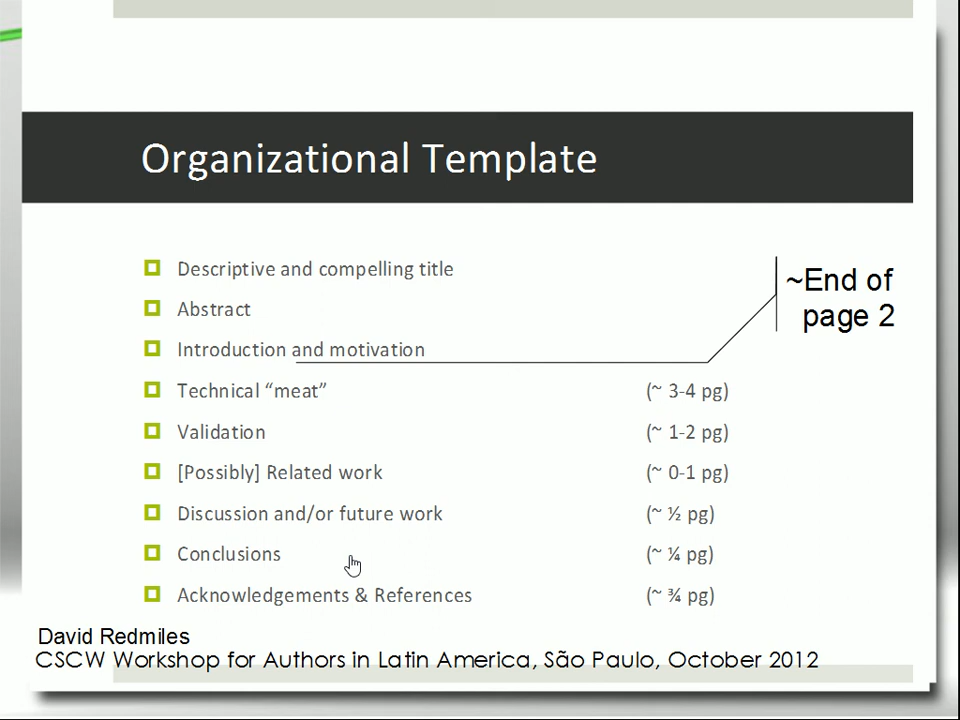 Organizational Template
Descriptive and compelling title
~End of
page 2
Abstract
Introduction and motivation
Technical “meat” (~ 3-4 pg)
Validation (~ 1-2 pg)
[Possibly] Related work (~ 0-1 pg)
Discussion and/or future work (~ ½ pg)
Conclusions (~ ¼ pg)
Acknowledgements & References (~ ¾ pg)
David Redmiles
CSCW Workshop for Authors in Latin America, São Paulo, October 2012